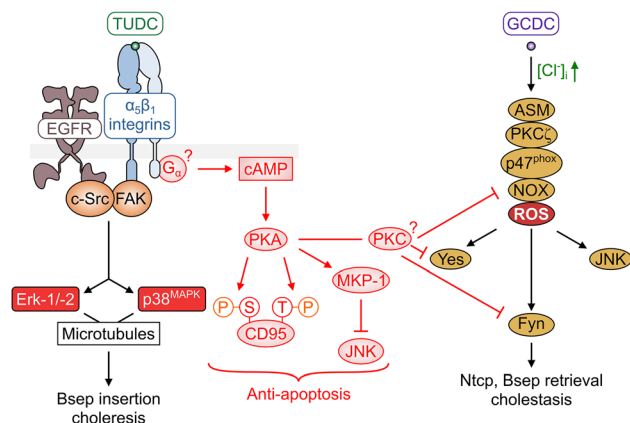 TUDC
GCDC
[Cl⁻]ᵢ
α₅β₁
integrins
EGFR
Gα
?
cAMP
c-Src
FAK
ASM
PKCζ
p47ᵖʰᵒˣ
NOX
ROS
PKA
PKC
?
Yes
JNK
MKP-1
Erk-1/-2
p38ᴹᴬᴾᴷ
P
S
T
P
CD95
Microtubules
JNK
Fyn
Bsep insertion
choleresis
Anti-apoptosis
Ntcp, Bsep retrieval
cholestasis